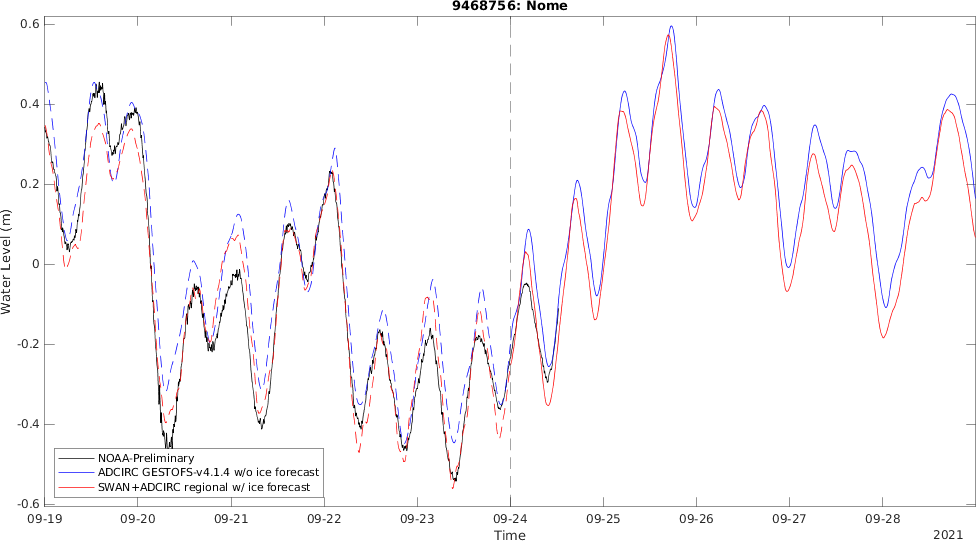 9468756: Nome
0.6
0.4
0.2
0
-0.2
-0.4
-0.6
Water Level (m)
NOAA-Preliminary
ADCIRC GESTOFS-v4.1.4 w/o ice forecast
SWAN+ADCIRC regional w/ ice forecast
09-19 09-20 09-21 09-22 09-23 09-24 09-25 09-26 09-27 09-28
Time
2021